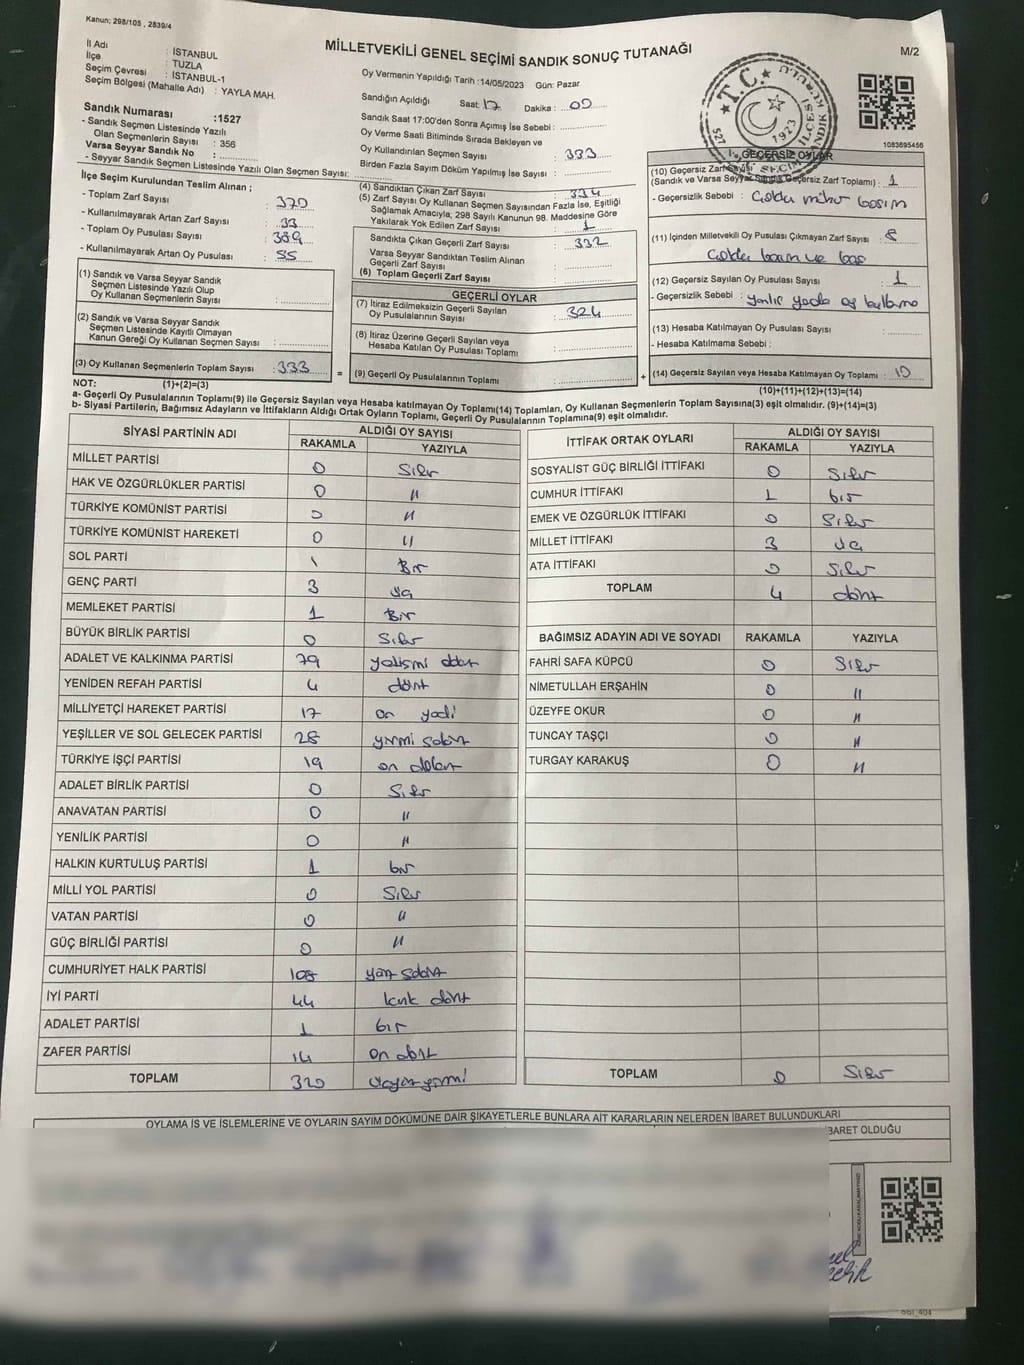 Kanun; 298/105 , 2839/4
MİLLETVEKİLİ GENEL SEÇİMİ SANDIK SONUÇ TUTANAĞI
M/2
İl Adı : İSTANBUL
İlçe : TUZLA
Seçim Çevresi : İSTANBUL-1
Seçim Bölgesi (Mahalle Adı) : YAYLA MAH.
Sandık Numarası :1527
- Sandık Seçmen Listesinde Yazılı
Olan Seçmenlerin Sayısı : 356
Varsa Seyyar Sandık No :
- Seyyar Sandık Seçmen Listesinde Yazılı Olan Seçmen Sayısı:
İlçe Seçim Kurulundan Teslim Alınan ;
- Toplam Zarf Sayısı : 370
- Kullanılmayarak Artan Zarf Sayısı : 33
- Toplam Oy Pusulası Sayısı : 389
- Kullanılmayarak Artan Oy Pusulası : 55
(1) Sandık ve Varsa Seyyar Sandık
Seçmen Listesinde Yazılı Olup
Oy Kullanan Seçmenlerin Sayısı :
(2) Sandık ve Varsa Seyyar Sandık
Seçmen Listesinde Kayıtlı Olmayan
Kanun Gereği Oy Kullanan Seçmen Sayısı :
(3) Oy Kullanan Seçmenlerin Toplam Sayısı : 333
Oy Vermenin Yapıldığı Tarih :14/05/2023 Gün: Pazar
Sandığın Açıldığı Saat: 17 Dakika : 00
Sandık Saat 17:00'den Sonra Açımış İse Sebebi :
Oy Verme Saati Bitiminde Sırada Bekleyen ve
Oy Kullandırılan Seçmen Sayısı : 333
Birden Fazla Sayım Döküm Yapılmış İse Sayısı :
(4) Sandıktan Çıkan Zarf Sayısı : 334
(5) Zarf Sayısı Oy Kullanan Seçmen Sayısından Fazla İse, Eşitliği
Sağlamak Amacıyla; 298 Sayılı Kanunun 98. Maddesine Göre
Yakılarak Yok Edilen Zarf Sayısı : 1
Sandıkta Çıkan Geçerli Zarf Sayısı : 332
Varsa Seyyar Sandıktan Teslim Alınan
Geçerli Zarf Sayısı :
(6) Toplam Geçerli Zarf Sayısı
GEÇERLİ OYLAR
(7) İtiraz Edilmeksizin Geçerli Sayılan
Oy Pusulalarının Sayısı : 324
(8) İtiraz Üzerine Geçerli Sayılan veya
Hesaba Katılan Oy Pusulası Toplamı :
= (9) Geçerli Oy Pusulalarının Toplamı :
T.C.
1923
1083695456
GEÇERSİZ OYLAR
(10) Geçersiz Zarf Sayısı
(Sandık ve Varsa Seyyar Sandık Geçersiz Zarf Toplamı) : 1
- Geçersizlik Sebebi :
(11) İçinden Milletvekili Oy Pusulası Çıkmayan Zarf Sayısı : 8
(12) Geçersiz Sayılan Oy Pusulası Sayısı : 1
- Geçersizlik Sebebi :
(13) Hesaba Katılmayan Oy Pusulası Sayısı :
- Hesaba Katılmama Sebebi :
+ (14) Geçersiz Sayılan veya Hesaba Katılmayan Oy Toplamı : 10
NOT: (1)+(2)=(3)
(10)+(11)+(12)+(13)=(14)
a- Geçerli Oy Pusulalarının Toplamı(9) ile Geçersiz Sayılan veya Hesaba katılmayan Oy Toplamı(14) Toplamları, Oy Kullanan Seçmenlerin Toplam Sayısına(3) eşit olmalıdır. (9)+(14)=(3)
b- Siyasi Partilerin, Bağımsız Adayların ve İttifakların Aldığı Ortak Oyların Toplamı, Geçerli Oy Pusulalarının Toplamına(9) eşit olmalıdır.
SİYASİ PARTİNİN ADI ALDIĞI OY SAYISI
RAKAMLA YAZIYLA
MİLLET PARTİSİ 0 Sıfır
HAK VE ÖZGÜRLÜKLER PARTİSİ 0 "
TÜRKİYE KOMÜNİST PARTİSİ 0 "
TÜRKİYE KOMÜNİST HAREKETİ 0 "
SOL PARTİ 1 Bir
GENÇ PARTİ 3 üç
MEMLEKET PARTİSİ 1 Bir
BÜYÜK BİRLİK PARTİSİ 0 Sıfır
ADALET VE KALKINMA PARTİSİ 79
YENİDEN REFAH PARTİSİ 4 dört
MİLLİYETÇİ HAREKET PARTİSİ 17 on yedi
YEŞİLLER VE SOL GELECEK PARTİSİ 28 yirmi sekiz
TÜRKİYE İŞÇİ PARTİSİ 19 on dokuz
ADALET BİRLİK PARTİSİ 0 Sıfır
ANAVATAN PARTİSİ 0 "
YENİLİK PARTİSİ 0 "
HALKIN KURTULUŞ PARTİSİ 1 bir
MİLLİ YOL PARTİSİ 0 Sıfır
VATAN PARTİSİ 0 "
GÜÇ BİRLİĞİ PARTİSİ 0 "
CUMHURİYET HALK PARTİSİ 108 yüz sekiz
İYİ PARTİ 44 kırk dört
ADALET PARTİSİ 1 bir
ZAFER PARTİSİ 14 on dört
TOPLAM 320 üçyüzyirmi
İTTİFAK ORTAK OYLARI ALDIĞI OY SAYISI
RAKAMLA YAZIYLA
SOSYALİST GÜÇ BİRLİĞİ İTTİFAKI 0 Sıfır
CUMHUR İTTİFAKI 1 bir
EMEK VE ÖZGÜRLÜK İTTİFAKI 0 Sıfır
MİLLET İTTİFAKI 3 üç
ATA İTTİFAKI 0 Sıfır
TOPLAM 4 dört
BAĞIMSIZ ADAYIN ADI VE SOYADI RAKAMLA YAZIYLA
FAHRİ SAFA KÜPCÜ 0 Sıfır
NİMETULLAH ERŞAHİN 0 "
ÜZEYFE OKUR 0 "
TUNCAY TAŞÇI 0 "
TURGAY KARAKUŞ 0 "
TOPLAM 0 Sıfır
OYLAMA İŞ VE İŞLEMLERİNE VE OYLARIN SAYIM DÖKÜMÜNE DAİR ŞİKAYETLERLE BUNLARA AİT KARARLARIN NELERDEN İBARET BULUNDUKLARI
BARET OLDUĞU